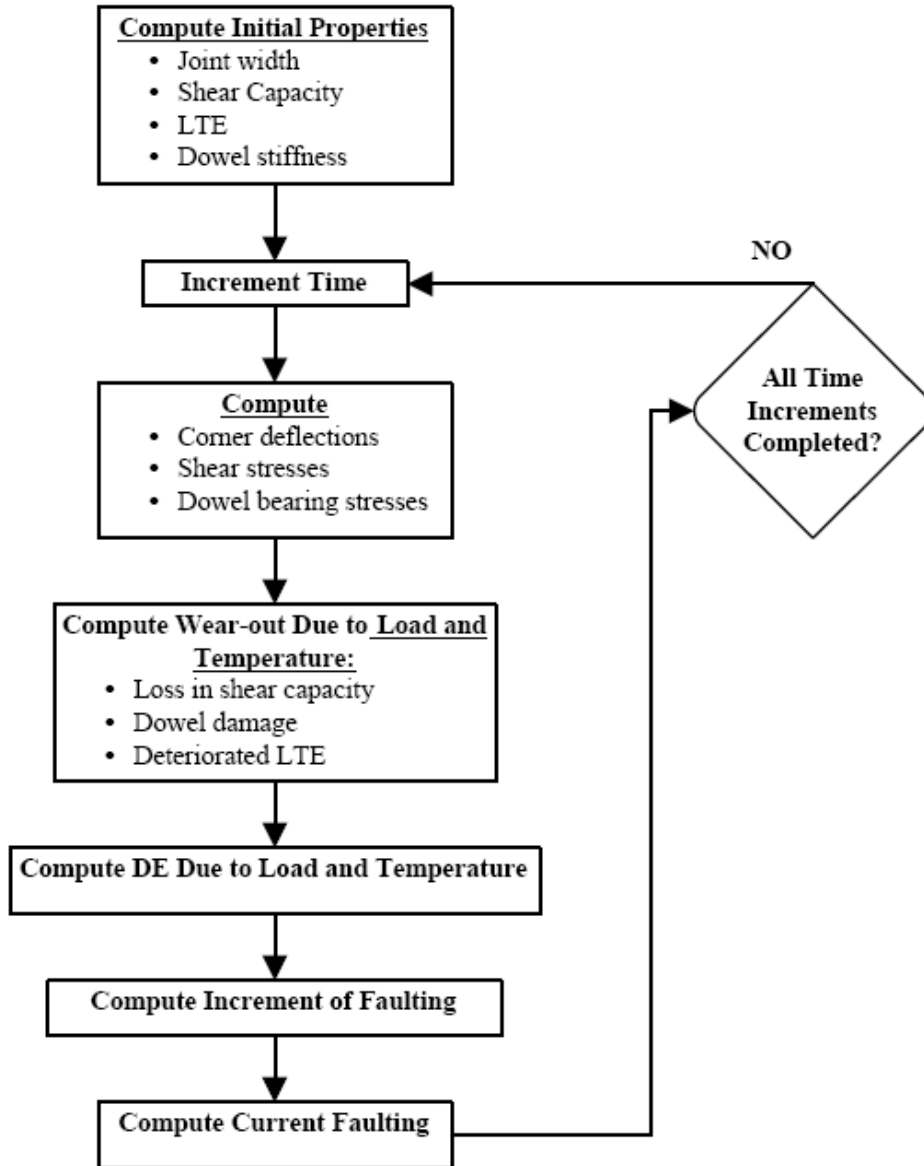 Compute Initial Properties
• Joint width
• Shear Capacity
• LTE
• Dowel stiffness
NO
Increment Time
All Time
Increments
Completed?
Compute
• Corner deflections
• Shear stresses
• Dowel bearing stresses
Compute Wear-out Due to Load and
Temperature:
• Loss in shear capacity
• Dowel damage
• Deteriorated LTE
Compute DE Due to Load and Temperature
Compute Increment of Faulting
Compute Current Faulting